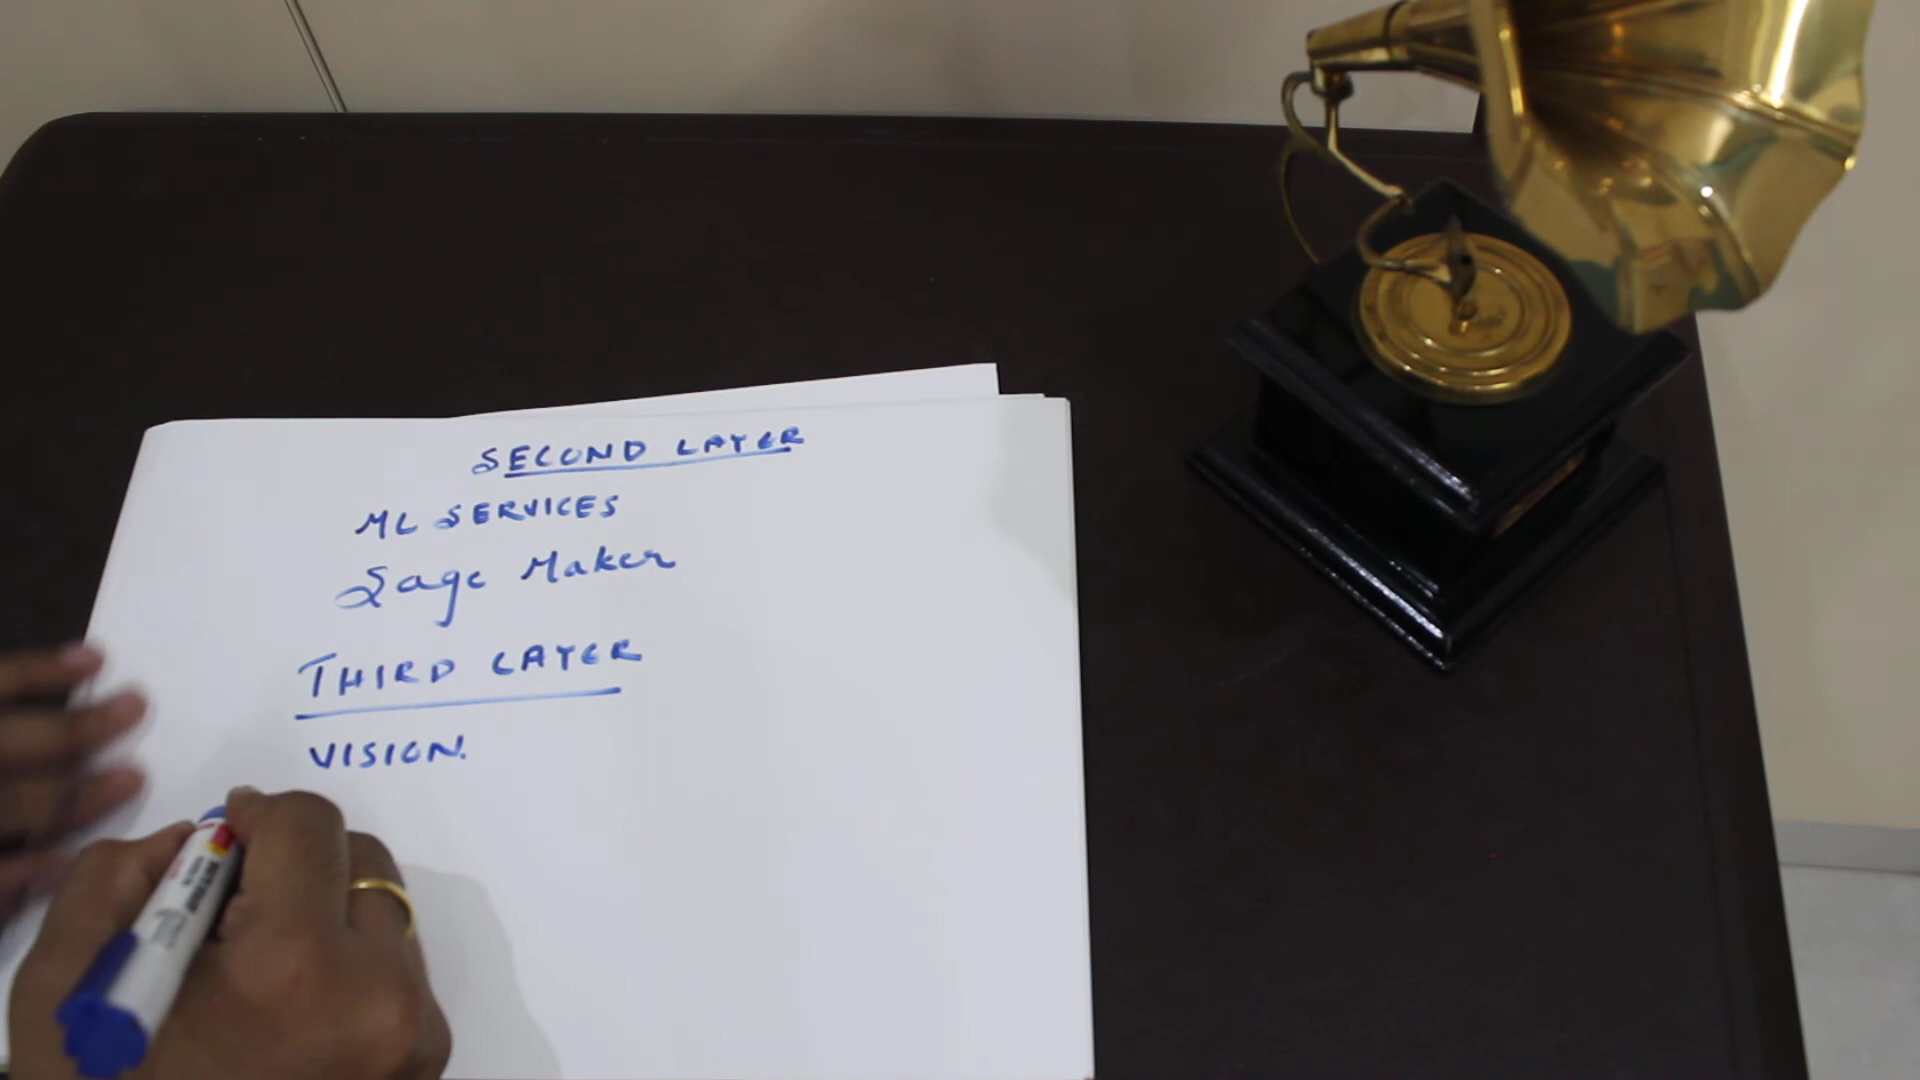 SECOND LAYER
ML SERVICES
Sage Maker
THIRD LAYER
VISION.